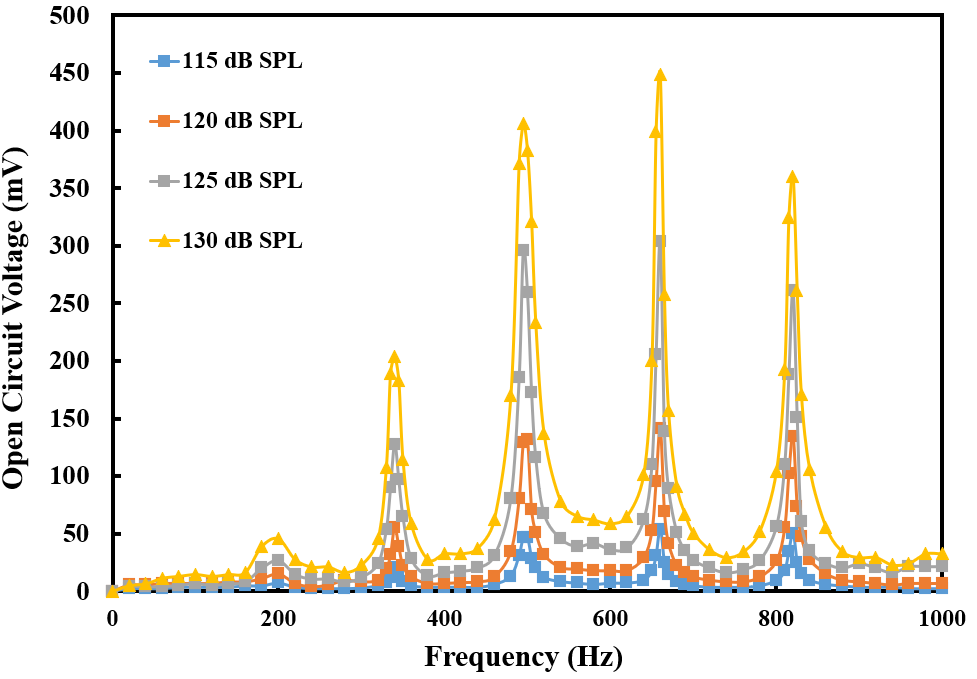 500
450
400
350
300
250
200
150
100
50
0
115 dB SPL
120 dB SPL
125 dB SPL
130 dB SPL
Open Circuit Voltage (mV)
0 200 400 600 800 1000
Frequency (Hz)